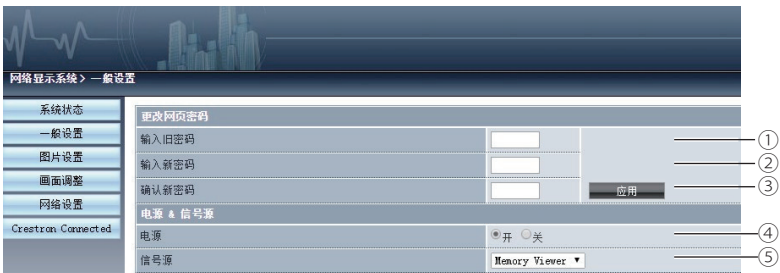 网络显示系统> 一般设置
系统状态
一般设置
图片设置
画面调整
网络设置
Crestron Connected
更改网页密码
输入旧密码 ①
输入新密码 ②
确认新密码 应用 ③
电源 & 信号源
电源 开 关 ④
信号源 Memory Viewer ▼ ⑤